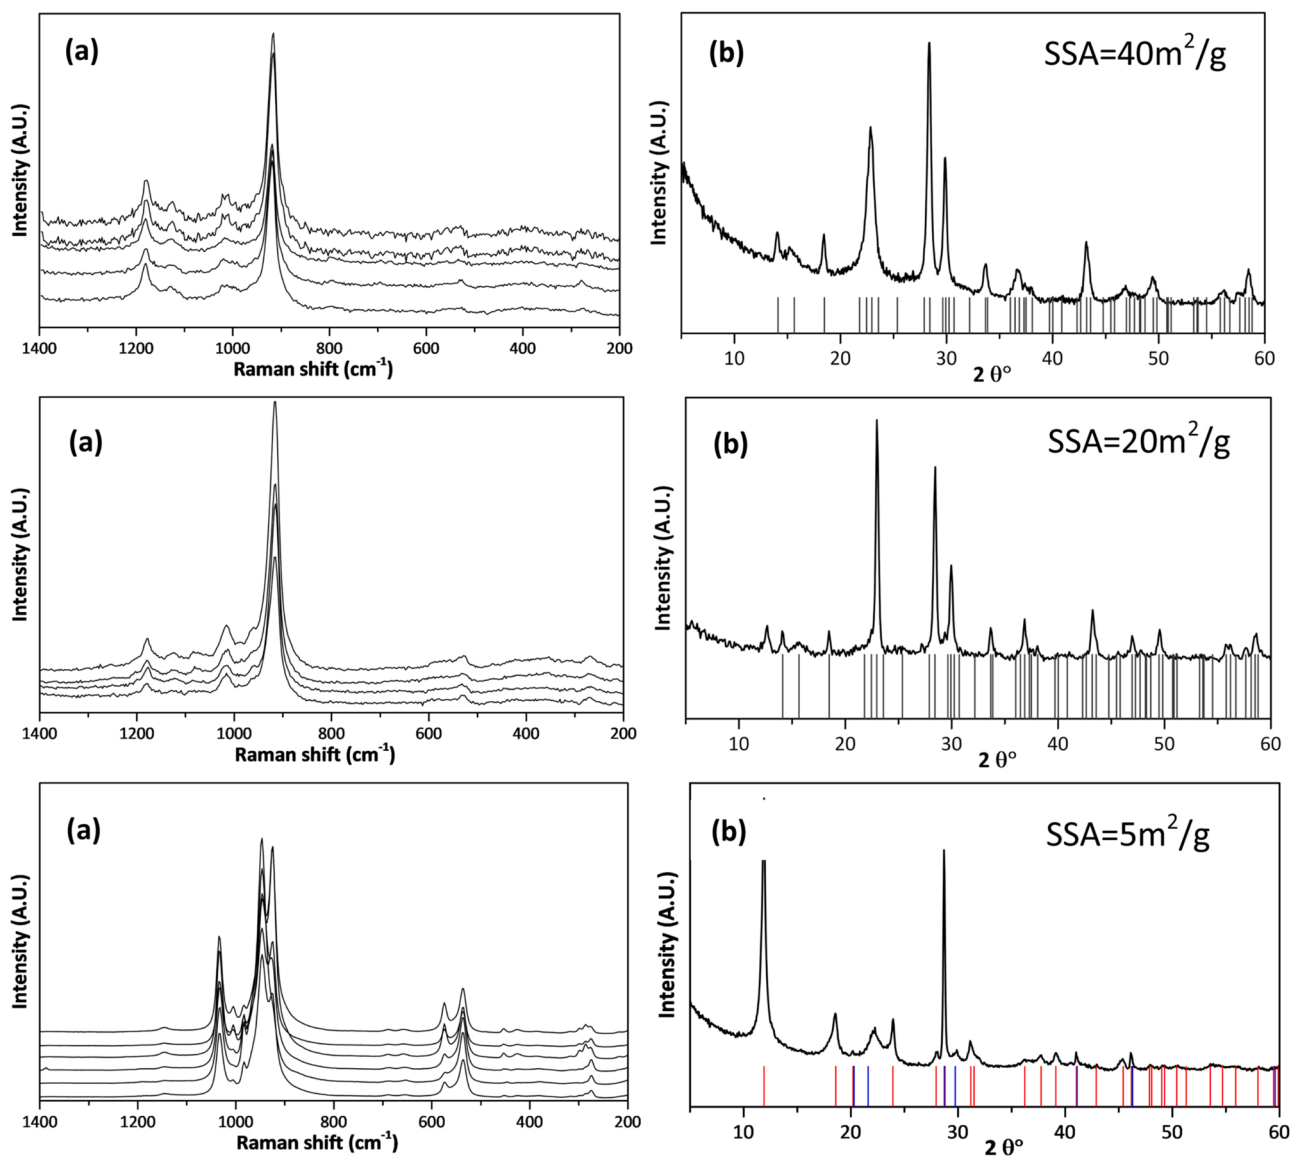 (a)
Intensity (A.U.)
1400 1200 1000 800 600 400 200
Raman shift (cm-1)
(b)
SSA=40m2/g
Intensity (A.U.)
10 20 30 40 50 60
2 θ°
(a)
Intensity (A.U.)
1400 1200 1000 800 600 400 200
Raman shift (cm-1)
(b)
SSA=20m2/g
Intensity (A.U.)
10 20 30 40 50 60
2 θ°
(a)
Intensity (A.U.)
1400 1200 1000 800 600 400 200
Raman shift (cm-1)
(b)
SSA=5m2/g
Intensity (A.U.)
10 20 30 40 50 60
2 θ°